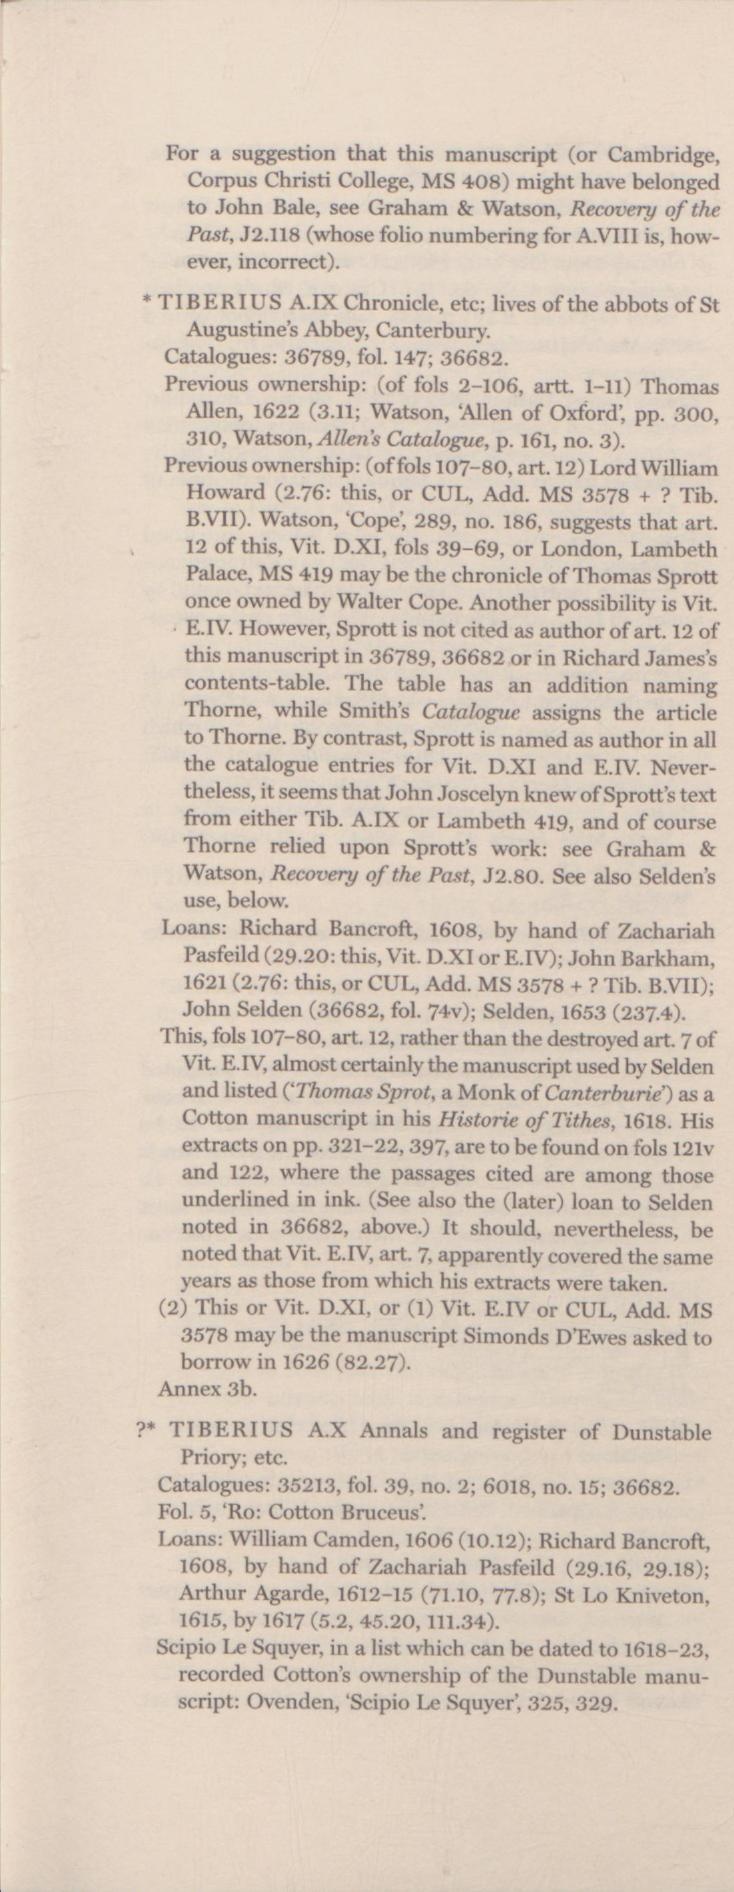 For a suggestion that this manuscript (or Cambridge,
Corpus Christi College, MS 408) might have belonged
to John Bale, see Graham & Watson, Recovery of the
Past, J2.118 (whose folio numbering for A.VIII is, how-
ever, incorrect).
* TIBERIUS A.IX Chronicle, etc; lives of the abbots of St
Augustine's Abbey, Canterbury.
Catalogues: 36789, fol. 147; 36682.
Previous ownership: (of fols 2–106, artt. 1–11) Thomas
Allen, 1622 (3.11; Watson, 'Allen of Oxford', pp. 300,
310, Watson, Allen's Catalogue, p. 161, no. 3).
Previous ownership: (of fols 107–80, art. 12) Lord William
Howard (2.76: this, or CUL, Add. MS 3578 + ? Tib.
B.VII). Watson, 'Cope', 289, no. 186, suggests that art.
12 of this, Vit. D.XI, fols 39–69, or London, Lambeth
Palace, MS 419 may be the chronicle of Thomas Sprott
once owned by Walter Cope. Another possibility is Vit.
E.IV. However, Sprott is not cited as author of art. 12 of
this manuscript in 36789, 36682 or in Richard James's
contents-table. The table has an addition naming
Thorne, while Smith's Catalogue assigns the article
to Thorne. By contrast, Sprott is named as author in all
the catalogue entries for Vit. D.XI and E.IV. Never-
theless, it seems that John Joscelyn knew of Sprott's text
from either Tib. A.IX or Lambeth 419, and of course
Thorne relied upon Sprott's work: see Graham &
Watson, Recovery of the Past, J2.80. See also Selden's
use, below.
Loans: Richard Bancroft, 1608, by hand of Zachariah
Pasfeild (29.20: this, Vit. D.XI or E.IV); John Barkham,
1621 (2.76: this, or CUL, Add. MS 3578 + ? Tib. B.VII);
John Selden (36682, fol. 74v); Selden, 1653 (237.4).
This, fols 107–80, art. 12, rather than the destroyed art. 7 of
Vit. E.IV, almost certainly the manuscript used by Selden
and listed ('Thomas Sprot, a Monk of Canterburie') as a
Cotton manuscript in his Historie of Tithes, 1618. His
extracts on pp. 321–22, 397, are to be found on fols 121v
and 122, where the passages cited are among those
underlined in ink. (See also the (later) loan to Selden
noted in 36682, above.) It should, nevertheless, be
noted that Vit. E.IV, art. 7, apparently covered the same
years as those from which his extracts were taken.
(2) This or Vit. D.XI, or (1) Vit. E.IV or CUL, Add. MS
3578 may be the manuscript Simonds D'Ewes asked to
borrow in 1626 (82.27).
Annex 3b.
?* TIBERIUS A.X Annals and register of Dunstable
Priory; etc.
Catalogues: 35213, fol. 39, no. 2; 6018, no. 15; 36682.
Fol. 5, 'Ro: Cotton Bruceus'.
Loans: William Camden, 1606 (10.12); Richard Bancroft,
1608, by hand of Zachariah Pasfeild (29.16, 29.18);
Arthur Agarde, 1612–15 (71.10, 77.8); St Lo Kniveton,
1615, by 1617 (5.2, 45.20, 111.34).
Scipio Le Squyer, in a list which can be dated to 1618–23,
recorded Cotton's ownership of the Dunstable manu-
script: Ovenden, 'Scipio Le Squyer', 325, 329.